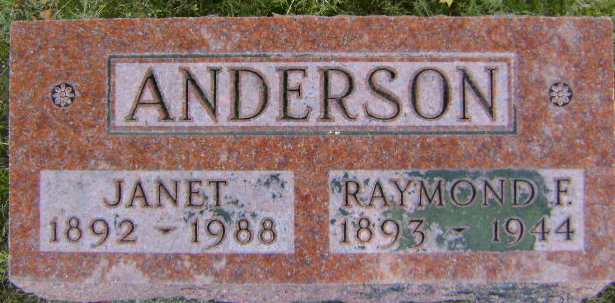 ANDERSON
JANET
1892 - 1988
RAYMOND F.
1893 - 1944